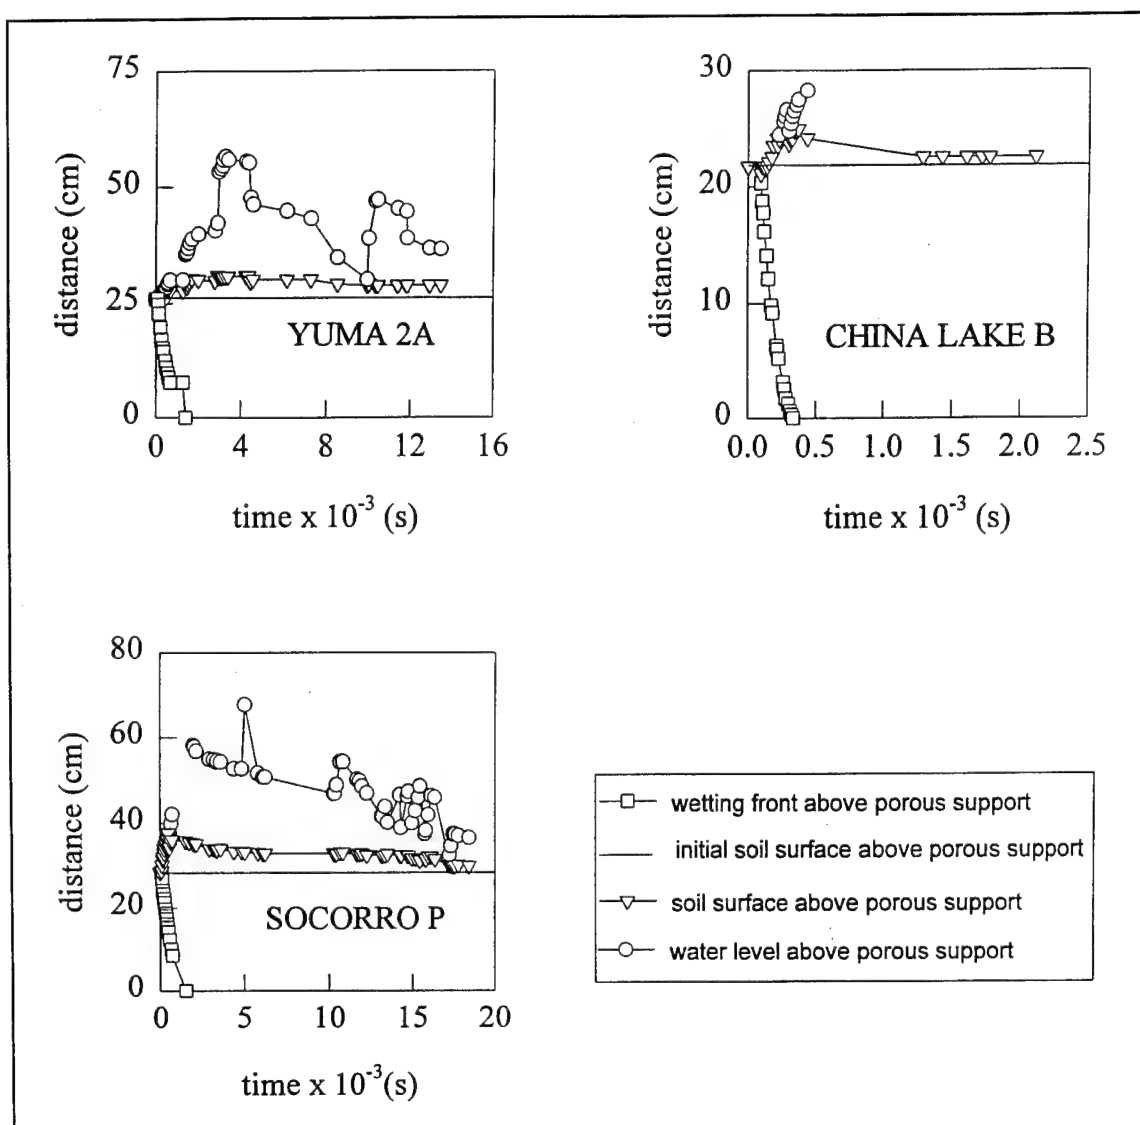 75
50
25
0
distance (cm)
YUMA 2A
0 4 8 12 16
time x 10⁻³ (s)
30
20
10
0
distance (cm)
CHINA LAKE B
0.0 0.5 1.0 1.5 2.0 2.5
time x 10⁻³ (s)
80
60
40
20
0
distance (cm)
SOCORRO P
0 5 10 15 20
time x 10⁻³(s)
wetting front above porous support
initial soil surface above porous support
soil surface above porous support
water level above porous support